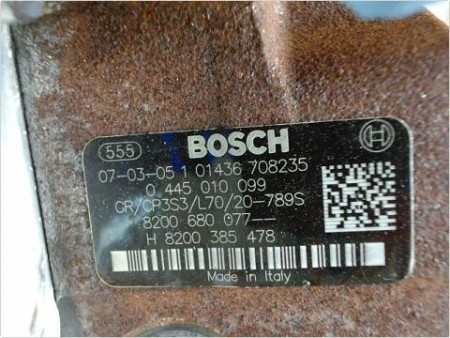 555 BOSCH
07-03-05 1 01436 708235
0 445 010 099
CR/CP3S3/L70/20-789S
8200 680 077--
H 8200 385 478
Made in Italy